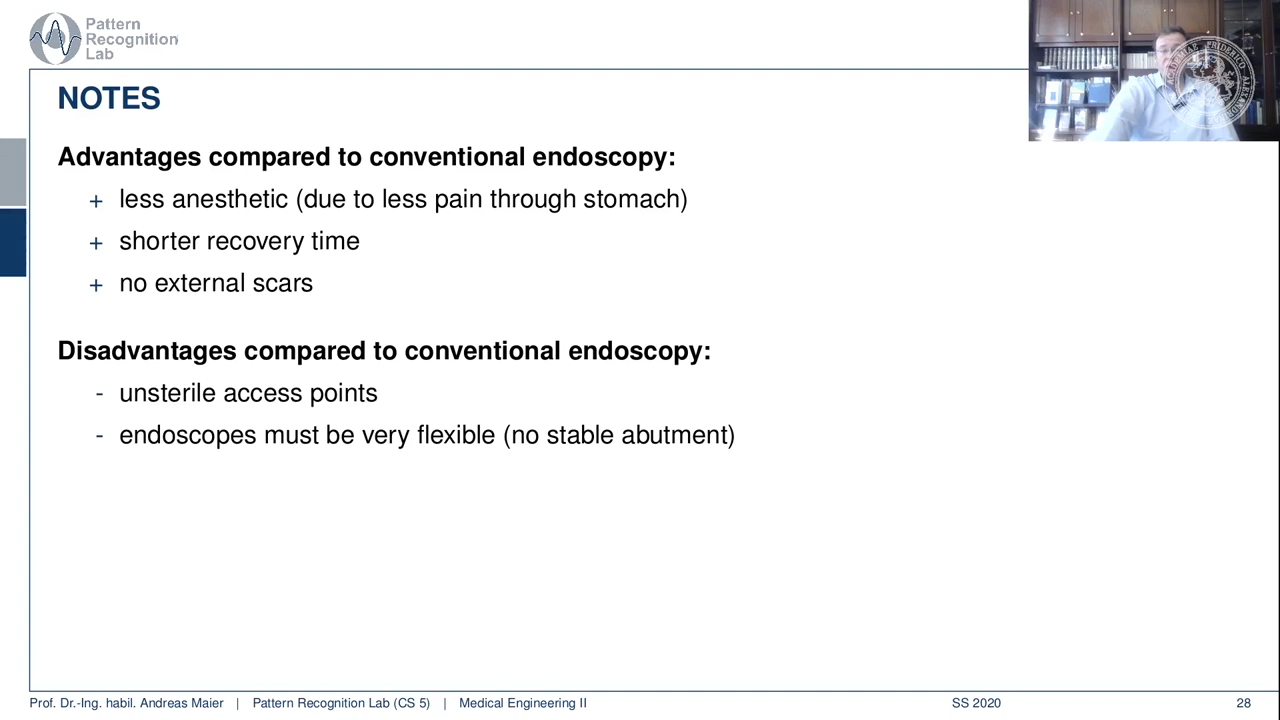 Pattern
Recognition
Lab
NOTES
Advantages compared to conventional endoscopy:
+ less anesthetic (due to less pain through stomach)
+ shorter recovery time
+ no external scars
Disadvantages compared to conventional endoscopy:
- unsterile access points
- endoscopes must be very flexible (no stable abutment)
Prof. Dr.-Ing. habil. Andreas Maier | Pattern Recognition Lab (CS 5) | Medical Engineering II SS 2020 28